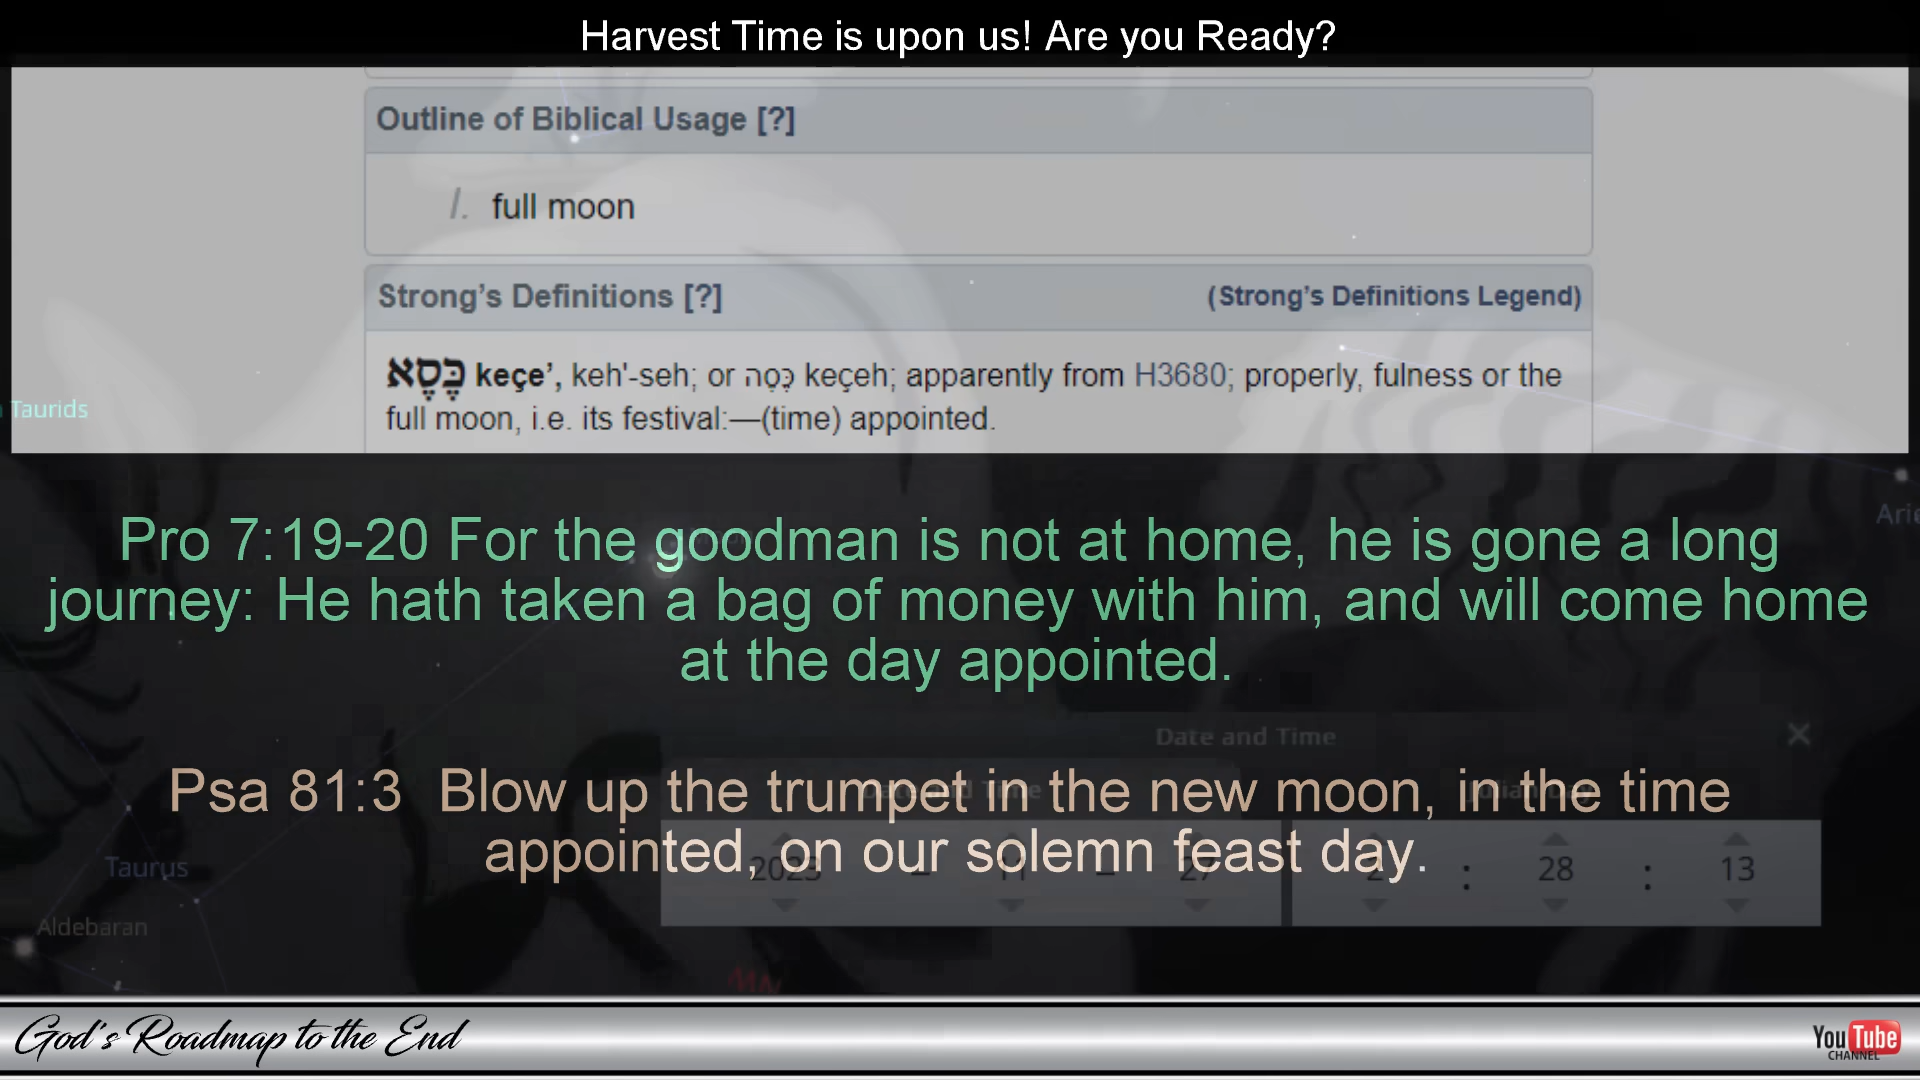 Harvest Time is upon us! Are you Ready?
Outline of Biblical Usage [?]
I. full moon
Strong's Definitions [?] (Strong's Definitions Legend)
כֶּסֶא keçe', keh'-seh; or כֶּסֶה keçeh; apparently from H3680; properly, fulness or the
full moon, i.e. its festival:—(time) appointed.
Taurids
Pro 7:19-20 For the goodman is not at home, he is gone a long
journey: He hath taken a bag of money with him, and will come home
at the day appointed.
Date and Time
Psa 81:3 Blow up the trumpet in the new moon, in the time
appointed, on our solemn feast day.
2023 - 11 - 27 2 : 28 : 13
Taurus
Aldebaran
God's Roadmap to the End
YouTube
CHANNEL